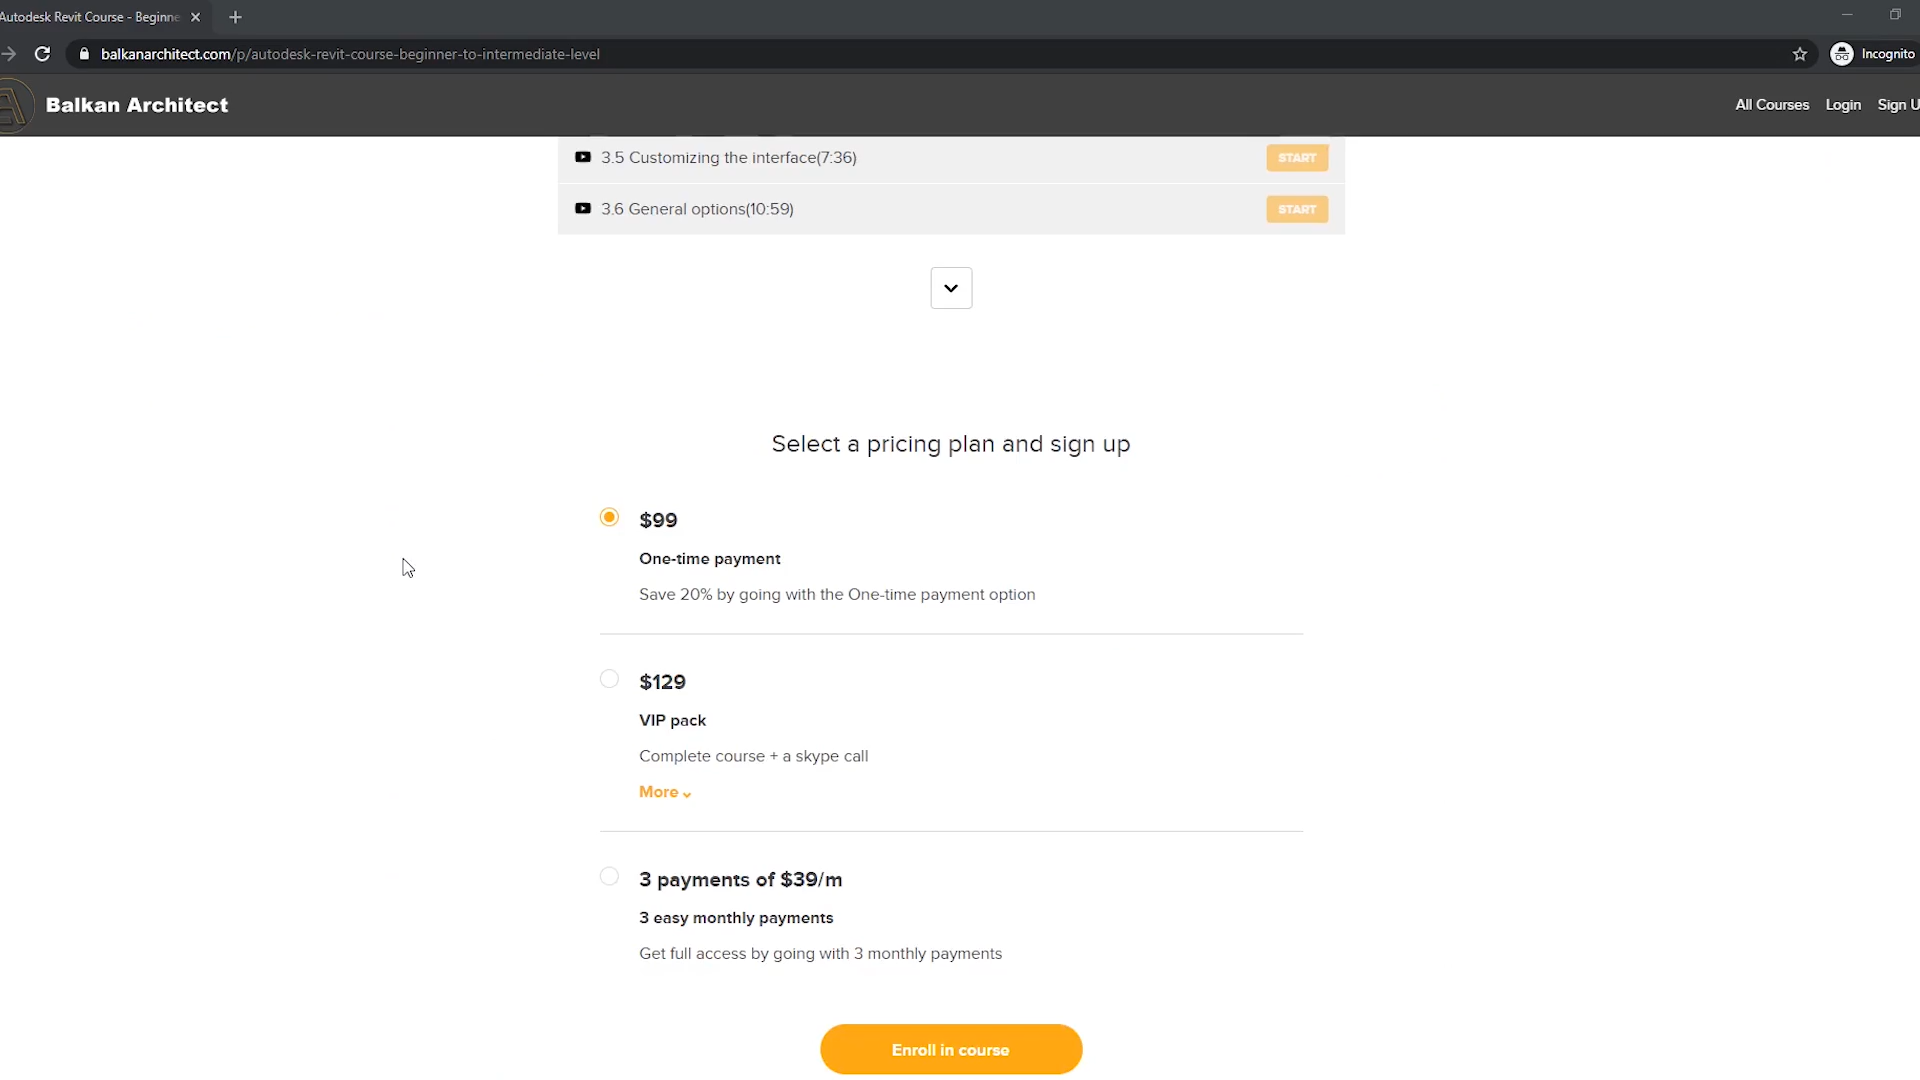 Autodesk Revit Course - Beginne
balkanarchitect.com/p/autodesk-revit-course-beginner-to-intermediate-level
Incognito
Balkan Architect
All Courses Login Sign U
3.5 Customizing the interface(7:36)
START
3.6 General options(10:59)
START
Select a pricing plan and sign up
$99
One-time payment
Save 20% by going with the One-time payment option
$129
VIP pack
Complete course + a skype call
More
3 payments of $39/m
3 easy monthly payments
Get full access by going with 3 monthly payments
Enroll in course